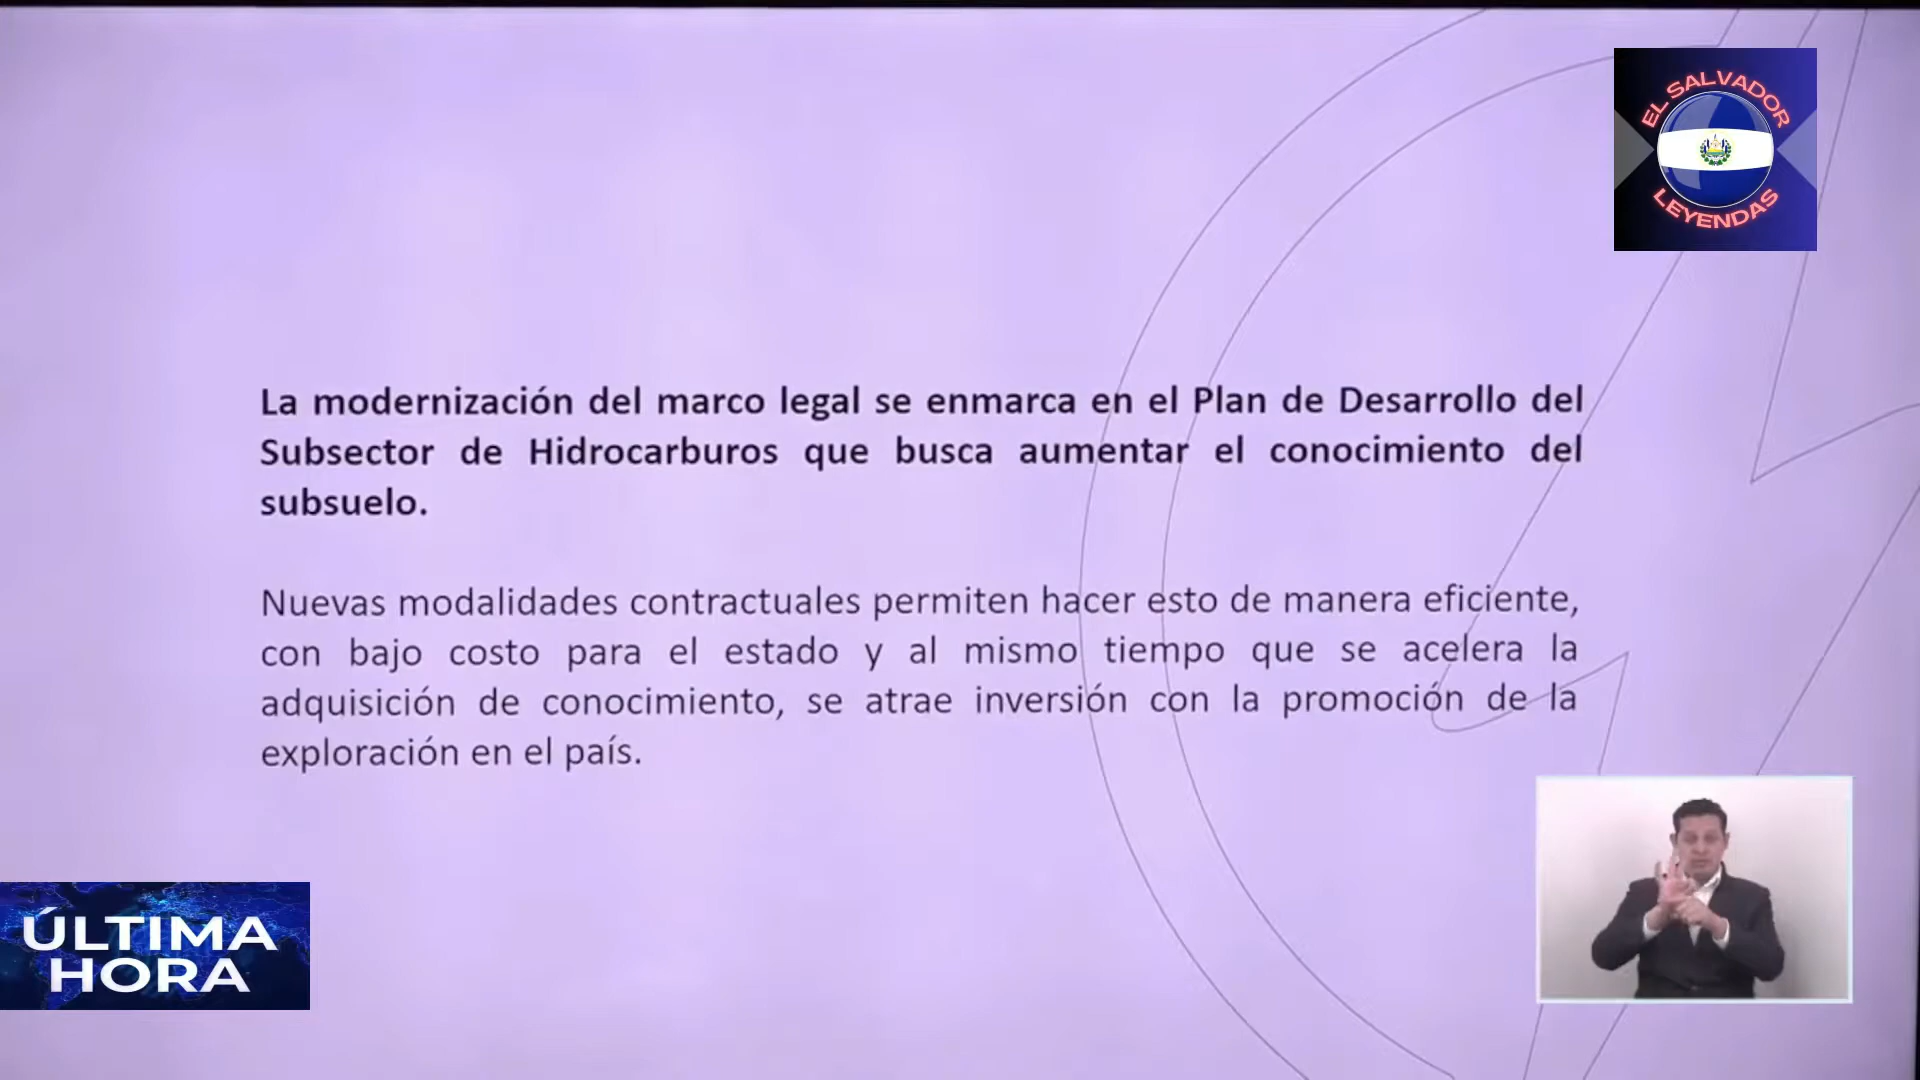 EL SALVADOR
LEYENDAS
La modernización del marco legal se enmarca en el Plan de Desarrollo del
Subsector de Hidrocarburos que busca aumentar el conocimiento del
subsuelo.
Nuevas modalidades contractuales permiten hacer esto de manera eficiente,
con bajo costo para el estado y al mismo tiempo que se acelera la
adquisición de conocimiento, se atrae inversión con la promoción de la
exploración en el país.
ÚLTIMA
HORA